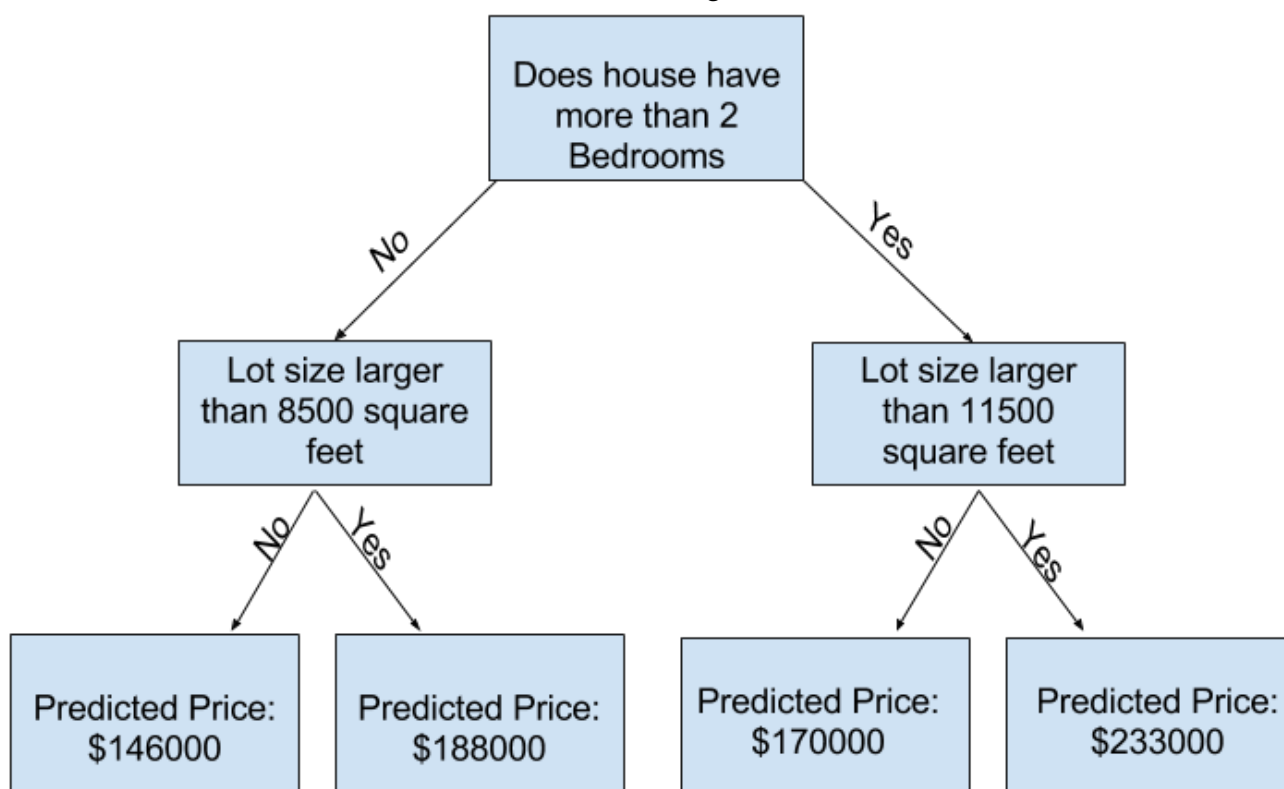 Does house have
more than 2
Bedrooms
No
Yes
Lot size larger
than 8500 square
feet
Lot size larger
than 11500
square feet
No
Yes
No
Yes
Predicted Price:
$146000
Predicted Price:
$188000
Predicted Price:
$170000
Predicted Price:
$233000